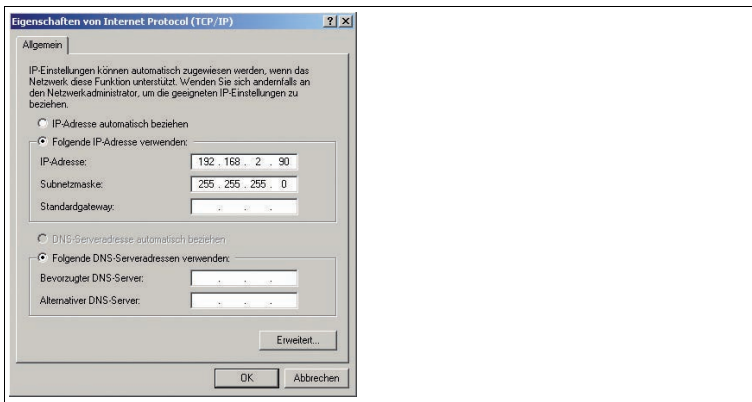 Eigenschaften von Internet Protocol (TCP/IP)
Allgemein
IP-Einstellungen können automatisch zugewiesen werden, wenn das
Netzwerk diese Funktion unterstützt. Wenden Sie sich andernfalls an
den Netzwerkadministrator, um die geeigneten IP-Einstellungen zu
beziehen.
IP-Adresse automatisch beziehen
Folgende IP-Adresse verwenden:
IP-Adresse: 192 . 168 . 2 . 90
Subnetzmaske: 255 . 255 . 255 . 0
Standardgateway: . . .
DNS-Serveradresse automatisch beziehen
Folgende DNS-Serveradressen verwenden:
Bevorzugter DNS-Server: . . .
Alternativer DNS-Server: . . .
Erweitert...
OK Abbrechen